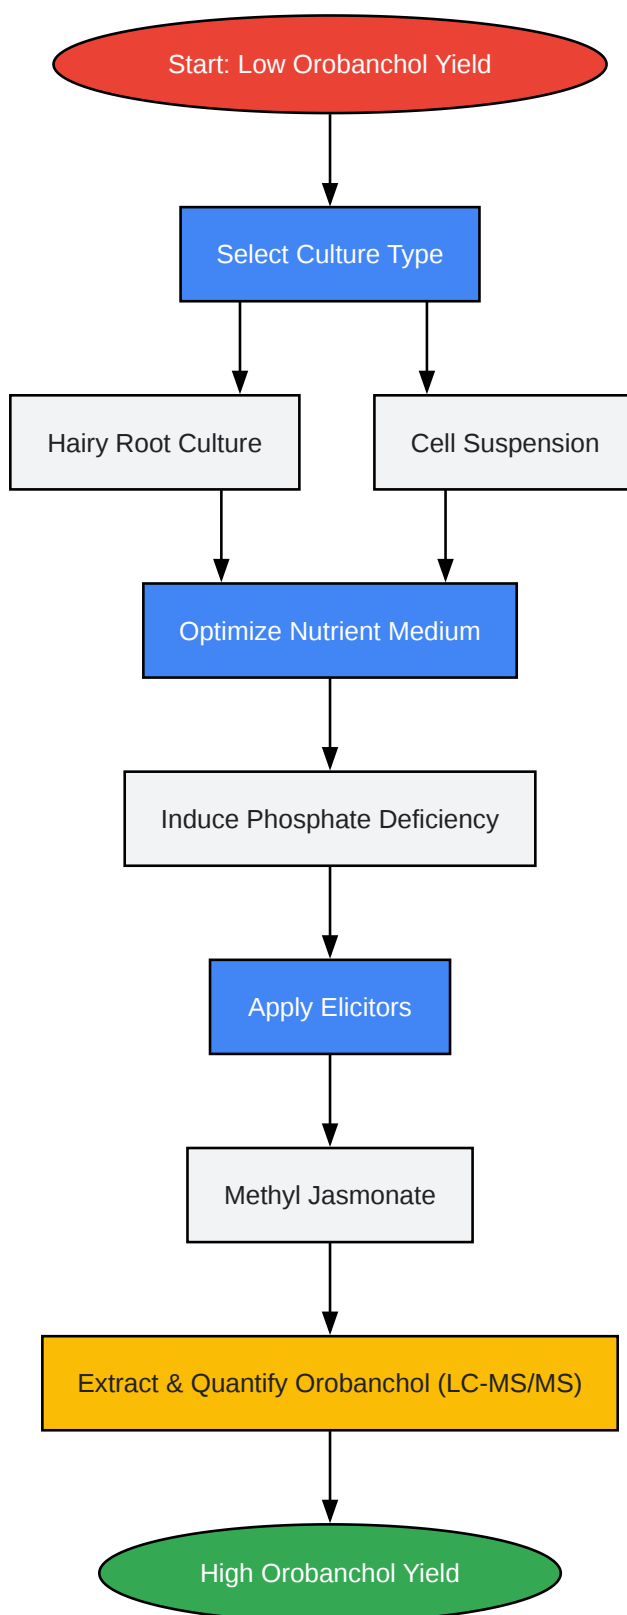 Start: Low Orobanchol Yield
Select Culture Type
Hairy Root Culture
Cell Suspension
Optimize Nutrient Medium
Induce Phosphate Deficiency
Apply Elicitors
Methyl Jasmonate
Extract & Quantify Orobanchol (LC-MS/MS)
High Orobanchol Yield